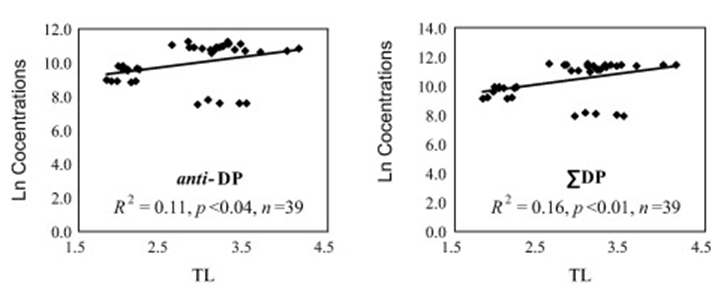 12.0
10.0
8.0
6.0
4.0
2.0
0.0
Ln Cocentrations
anti-DP
R² = 0.11, p <0.04, n=39
1.5 2.5 3.5 4.5
TL
14.0
12.0
10.0
8.0
6.0
4.0
2.0
0.0
Ln Cocentrations
∑DP
R² = 0.16, p <0.01, n=39
1.5 2.5 3.5 4.5
TL